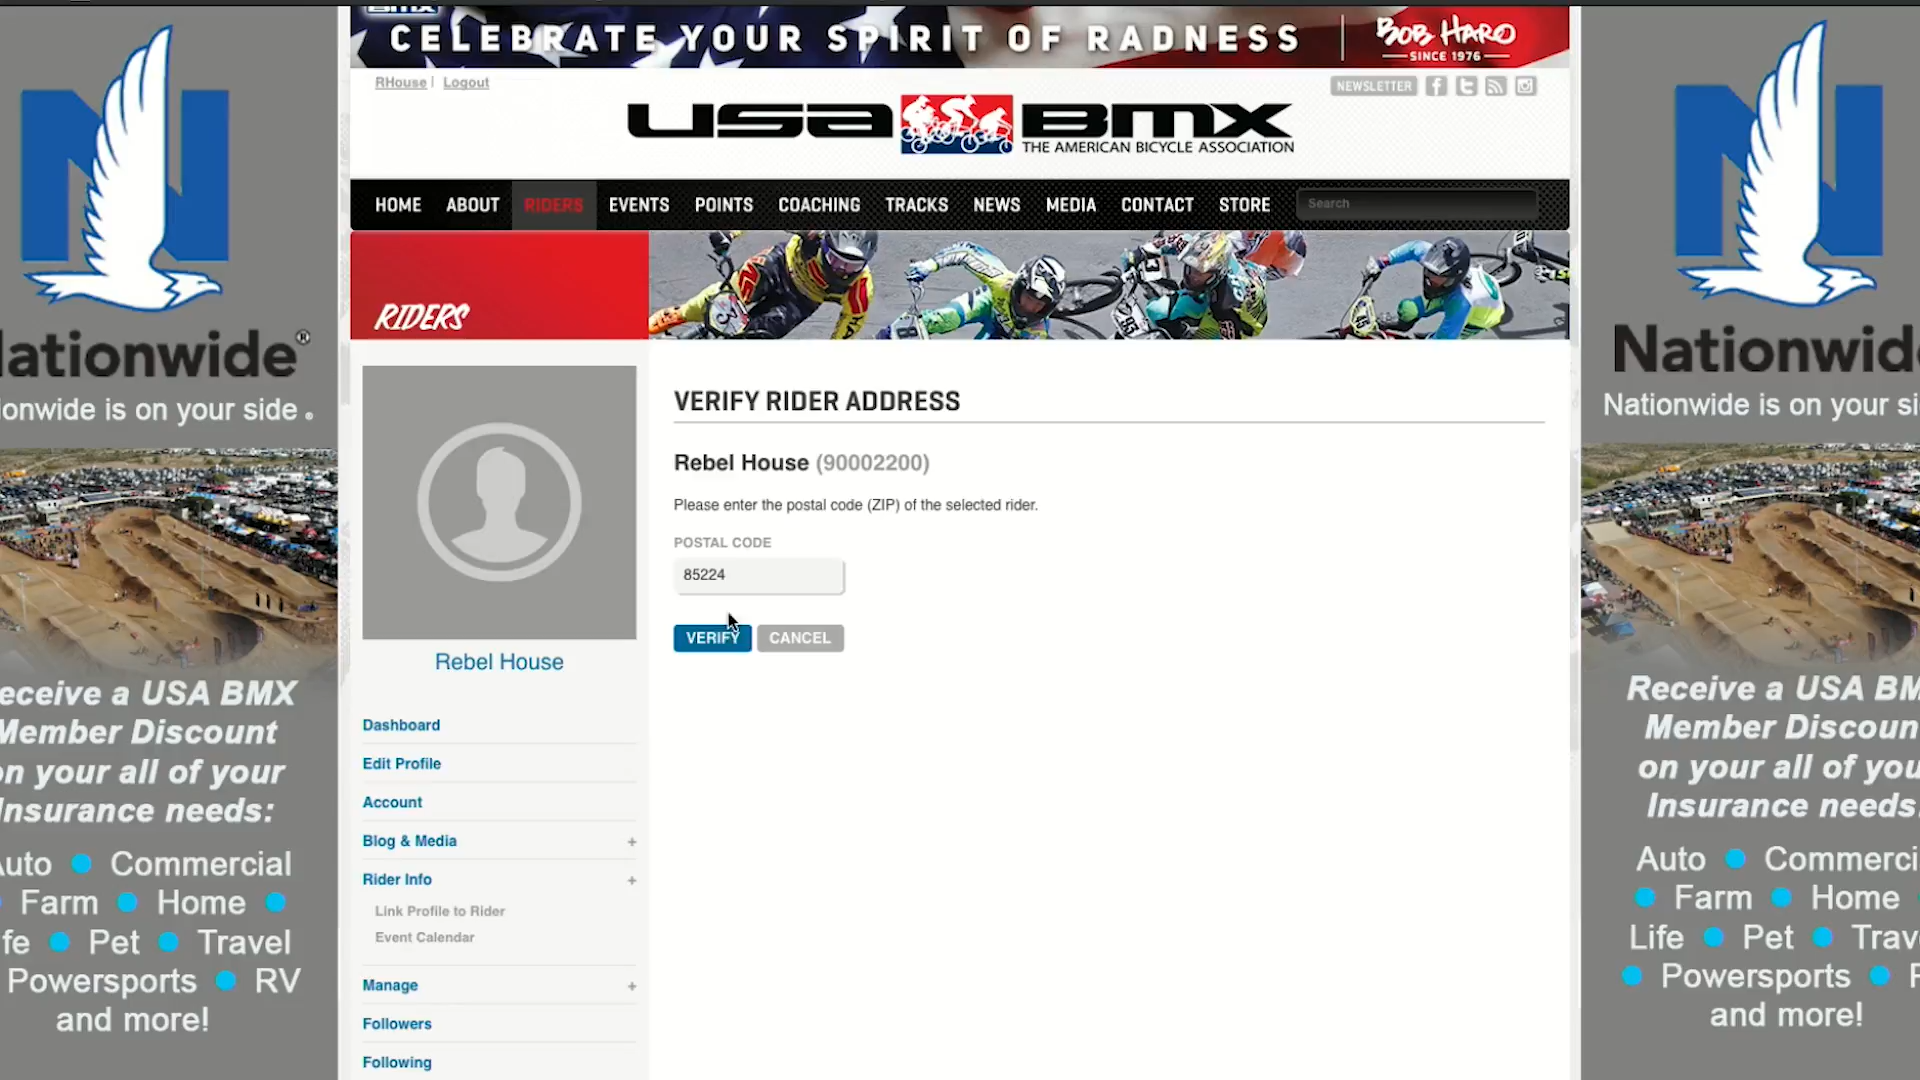 CELEBRATE YOUR SPIRIT OF RADNESS
BOB HARO
SINCE 1976
RHouse | Logout
NEWSLETTER
USA BMX
THE AMERICAN BICYCLE ASSOCIATION
HOME ABOUT RIDERS EVENTS POINTS COACHING TRACKS NEWS MEDIA CONTACT STORE Search
RIDERS
Rebel House
Dashboard
Edit Profile
Account
Blog & Media +
Rider Info +
Link Profile to Rider
Event Calendar
Manage +
Followers
Following
VERIFY RIDER ADDRESS
Rebel House (90002200)
Please enter the postal code (ZIP) of the selected rider.
POSTAL CODE
85224
VERIFY CANCEL
N
ationwide®
onwide is on your side.
eceive a USA BMX
Member Discount
on your all of your
Insurance needs:
Auto • Commercial
• Farm • Home •
fe • Pet • Travel
Powersports • RV
and more!
N
Nationwid
Nationwide is on your si
Receive a USA BM
Member Discoun
on your all of you
Insurance needs
Auto • Commerci
• Farm • Home
Life • Pet • Trav
• Powersports •
and more!